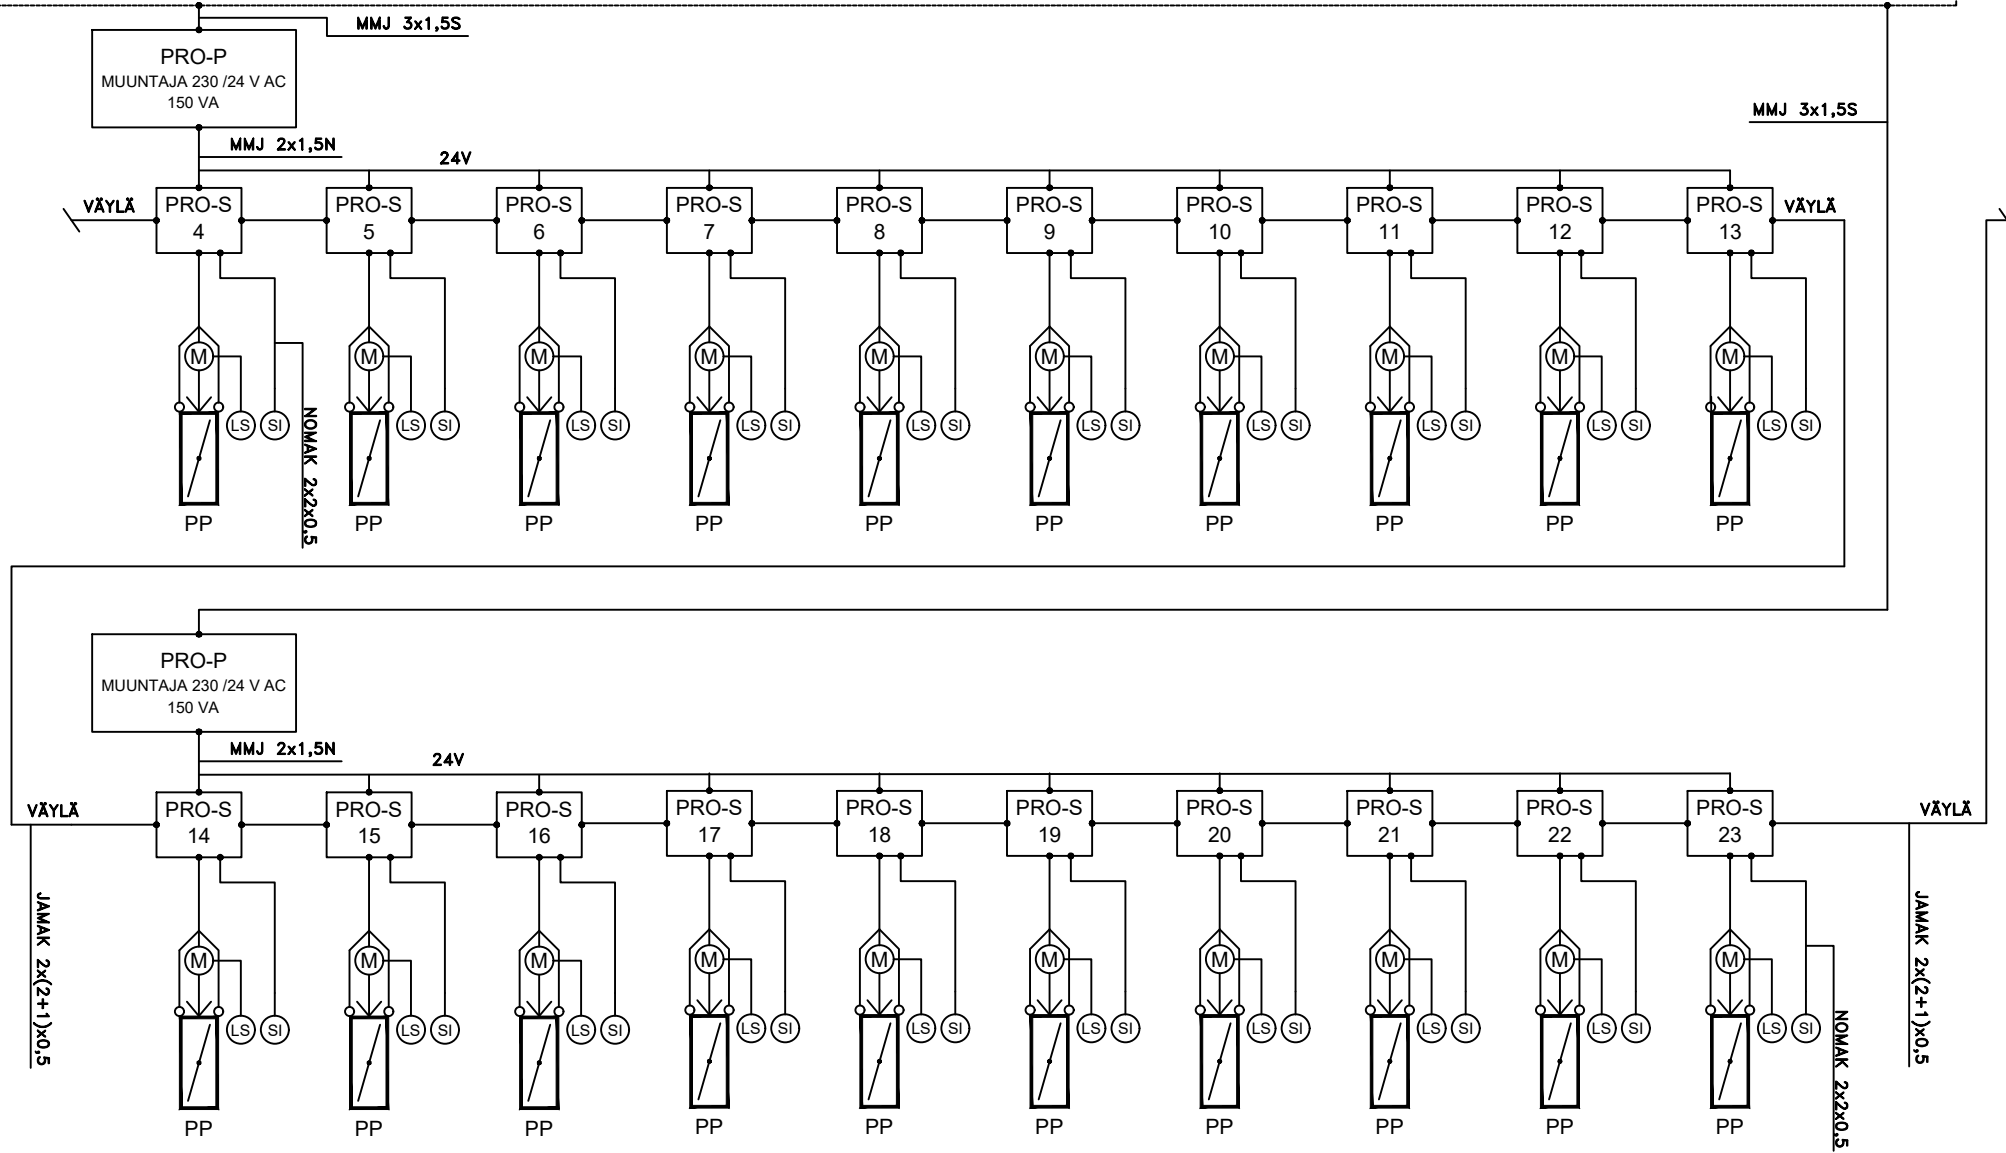 MMJ 3x1,5S
PRO-P
MUUNTAJA 230 /24 V AC
150 VA
MMJ 3x1,5S
MMJ 2x1,5N
24V
VÄYLÄ
PRO-S
4
PRO-S
5
PRO-S
6
PRO-S
7
PRO-S
8
PRO-S
9
PRO-S
10
PRO-S
11
PRO-S
12
PRO-S
13
VÄYLÄ
M M M M M M M M M M
LS SI LS SI LS SI LS SI LS SI LS SI LS SI LS SI LS SI LS SI
NOMAK 2x2x0,5
PP PP PP PP PP PP PP PP PP PP
PRO-P
MUUNTAJA 230 /24 V AC
150 VA
MMJ 2x1,5N
24V
VÄYLÄ
PRO-S
14
PRO-S
15
PRO-S
16
PRO-S
17
PRO-S
18
PRO-S
19
PRO-S
20
PRO-S
21
PRO-S
22
PRO-S
23
VÄYLÄ
JAMAK 2x(2+1)x0,5
M M M M M M M M M M
LS SI LS SI LS SI LS SI LS SI LS SI LS SI LS SI LS SI LS SI
JAMAK 2x(2+1)x0,5
NOMAK 2x2x0,5
PP PP PP PP PP PP PP PP PP PP